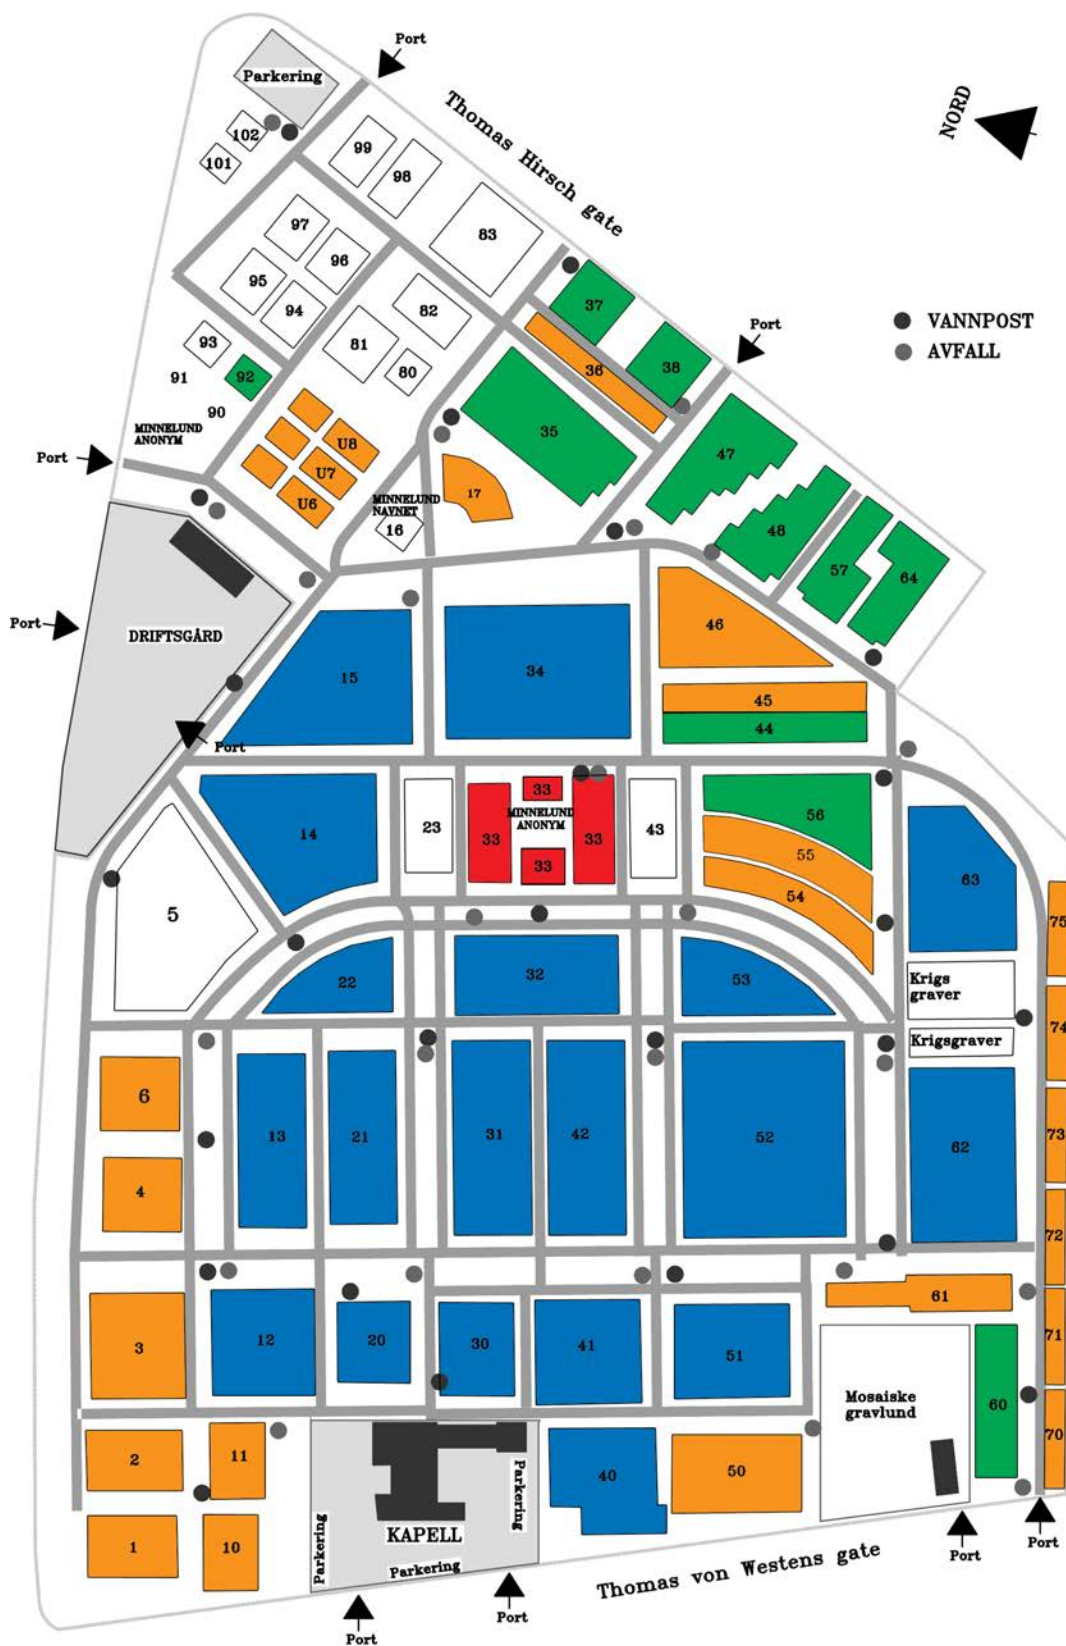 Port
Parkering
Thomas Hirsch gate
NORD
102
101
99
98
83
97
96
95
94
37
VANNPOST
AVFALL
Port
82
81
80
93
92
91
90
36
38
MINNELUND
ANONYM
Port
35
47
U8
U7
U6
17
MINNELUND
NAVNET
16
48
57
64
Port
DRIFTSGÅRD
15
34
46
45
44
Port
14
23
33
33
MINNELUND
ANONYM
33
33
43
56
55
54
63
5
75
22
32
53
Krigs
graver
Krigsgraver
74
6
4
13
21
31
42
52
62
73
72
3
12
20
30
41
51
61
71
Mosaiske
gravlund
60
70
2
11
1
10
KAPELL
Parkering
Parkering
Parkering
40
50
Thomas von Westens gate
Port
Port
Port
Port